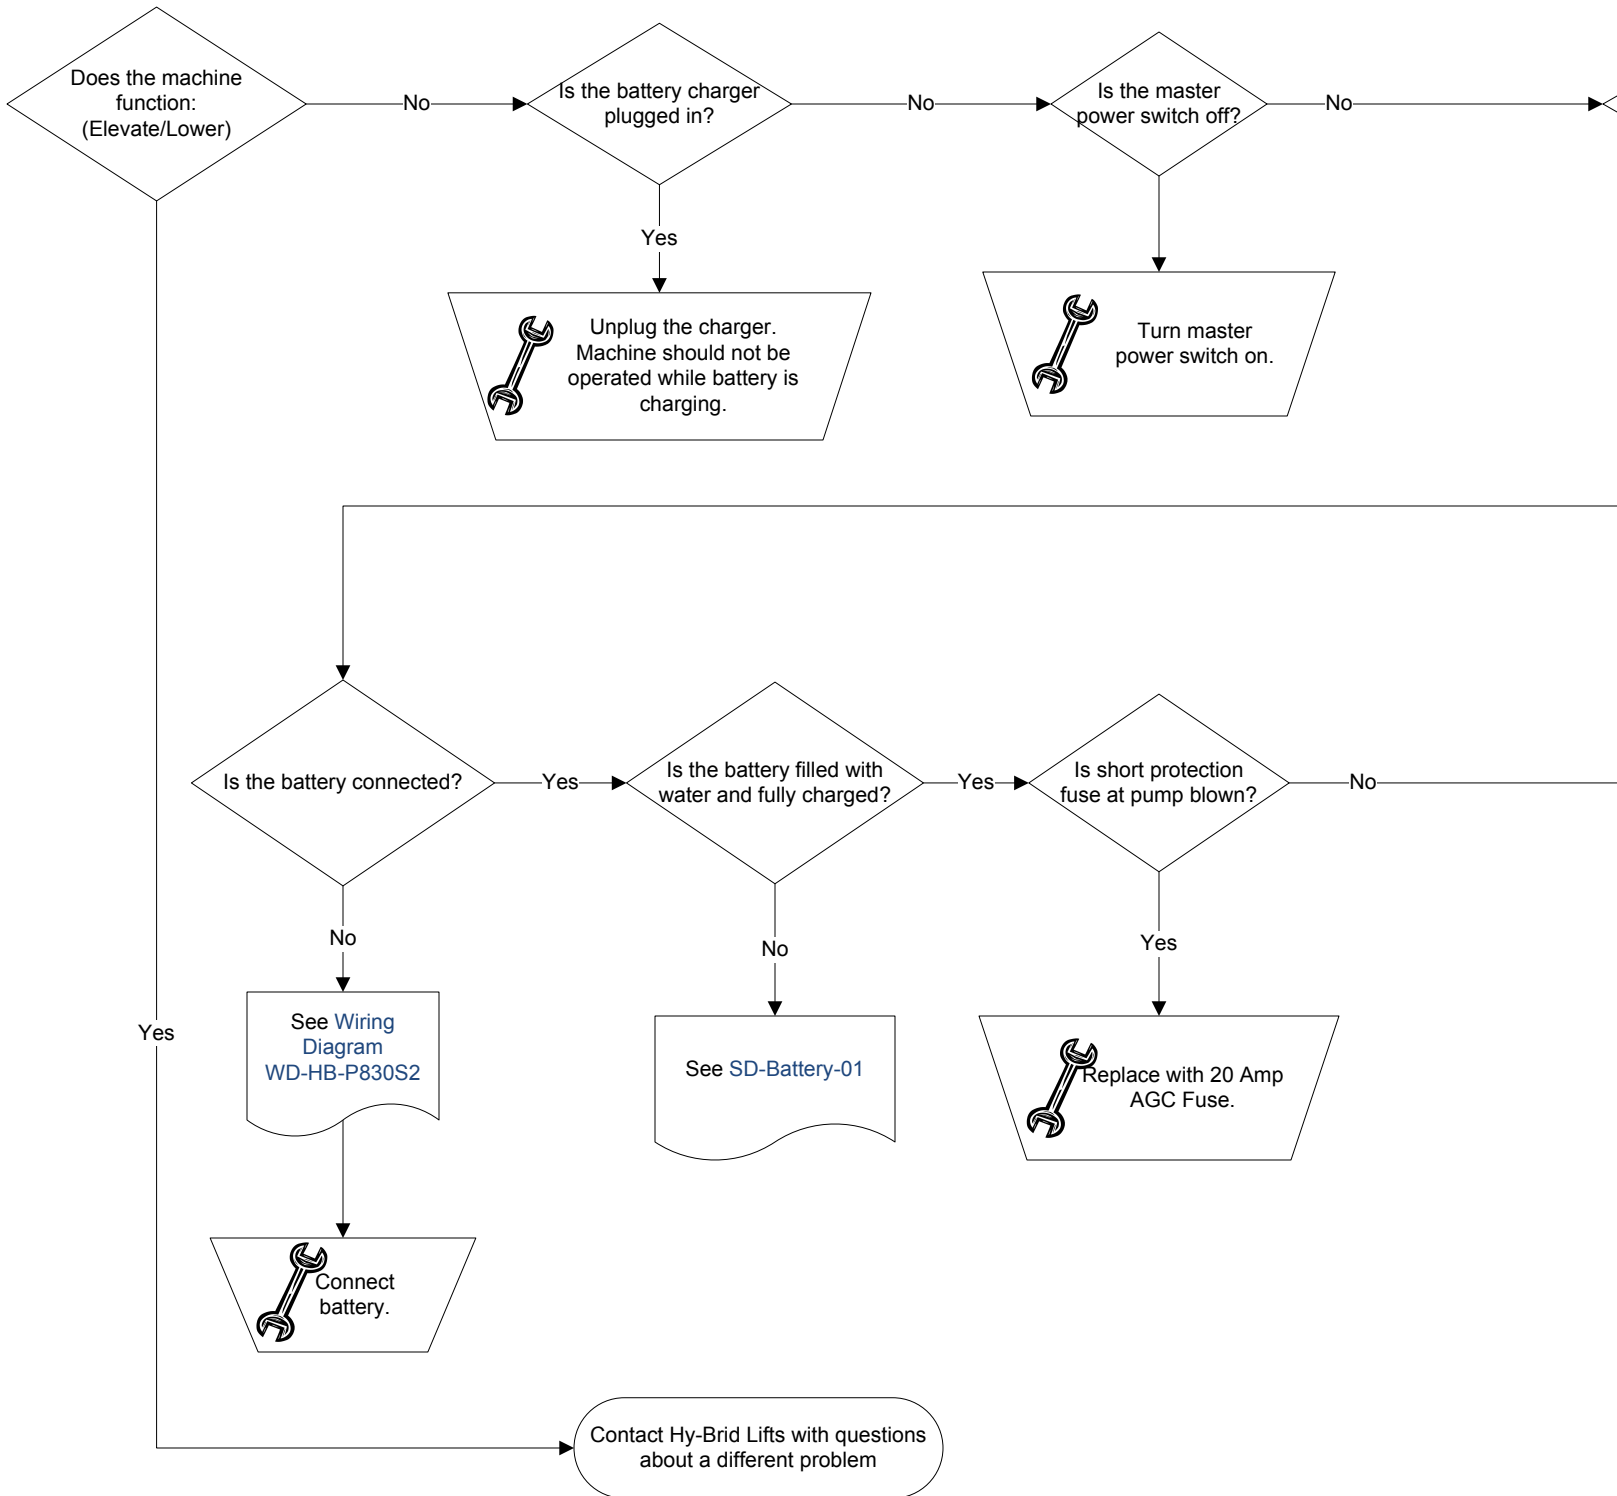 Does the machine
function:
(Elevate/Lower)
No
Is the battery charger
plugged in?
No
Is the master
power switch off?
No
Yes
Unplug the charger.
Machine should not be
operated while battery is
charging.
Turn master
power switch on.
Is the battery connected?
Yes
Is the battery filled with
water and fully charged?
Yes
Is short protection
fuse at pump blown?
No
No
No
Yes
See Wiring
Diagram
WD-HB-P830S2
See SD-Battery-01
Replace with 20 Amp
AGC Fuse.
Yes
Connect
battery.
Contact Hy-Brid Lifts with questions
about a different problem